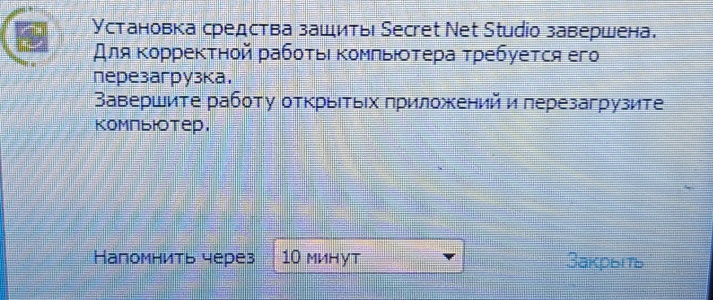 Установка средства защиты Secret Net Studio завершена.
Для корректной работы компьютера требуется его
перезагрузка.
Завершите работу открытых приложений и перезагрузите
компьютер.
Напомнить через 10 минут Закрыть